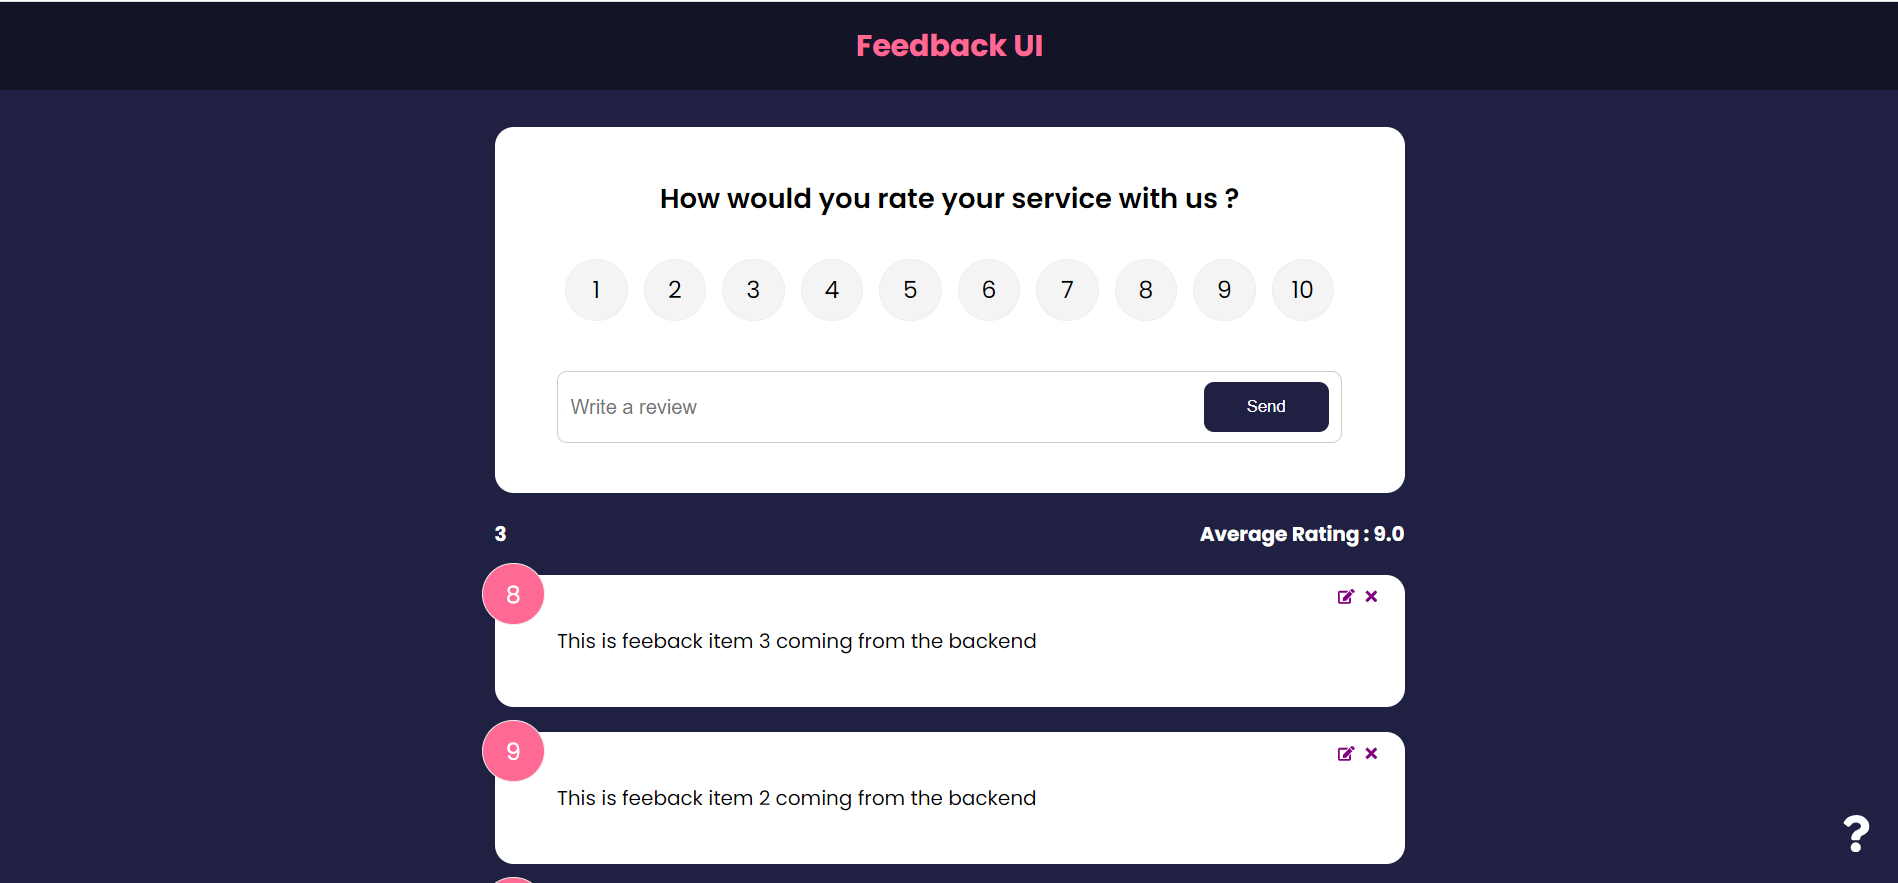 Feedback UI
How would you rate your service with us ?
1 2 3 4 5 6 7 8 9 10
Write a review Send
3 Average Rating : 9.0
8
This is feeback item 3 coming from the backend
9
This is feeback item 2 coming from the backend
?